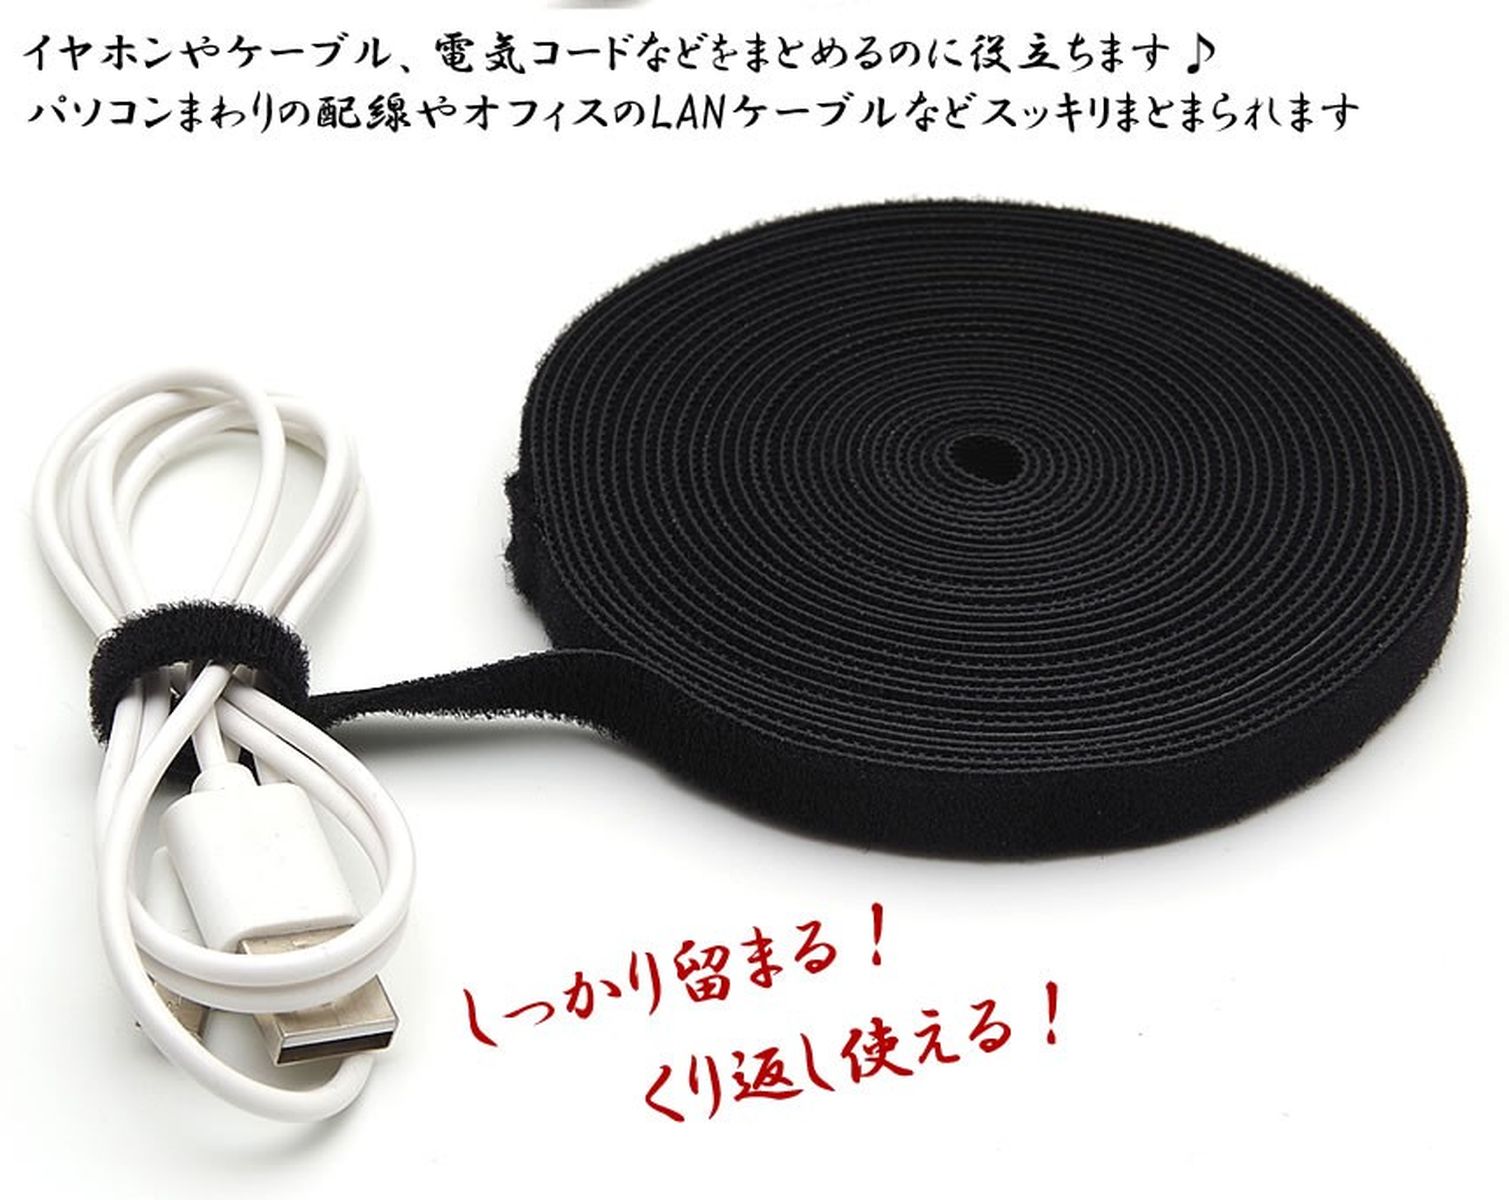 イヤホンやケーブル、電気コードなどをまとめるのに役立ちます♪
パソコンまわりの配線やオフィスのLANケーブルなどスッキリまとまられます
しっかり留まる!
くり返し使える!